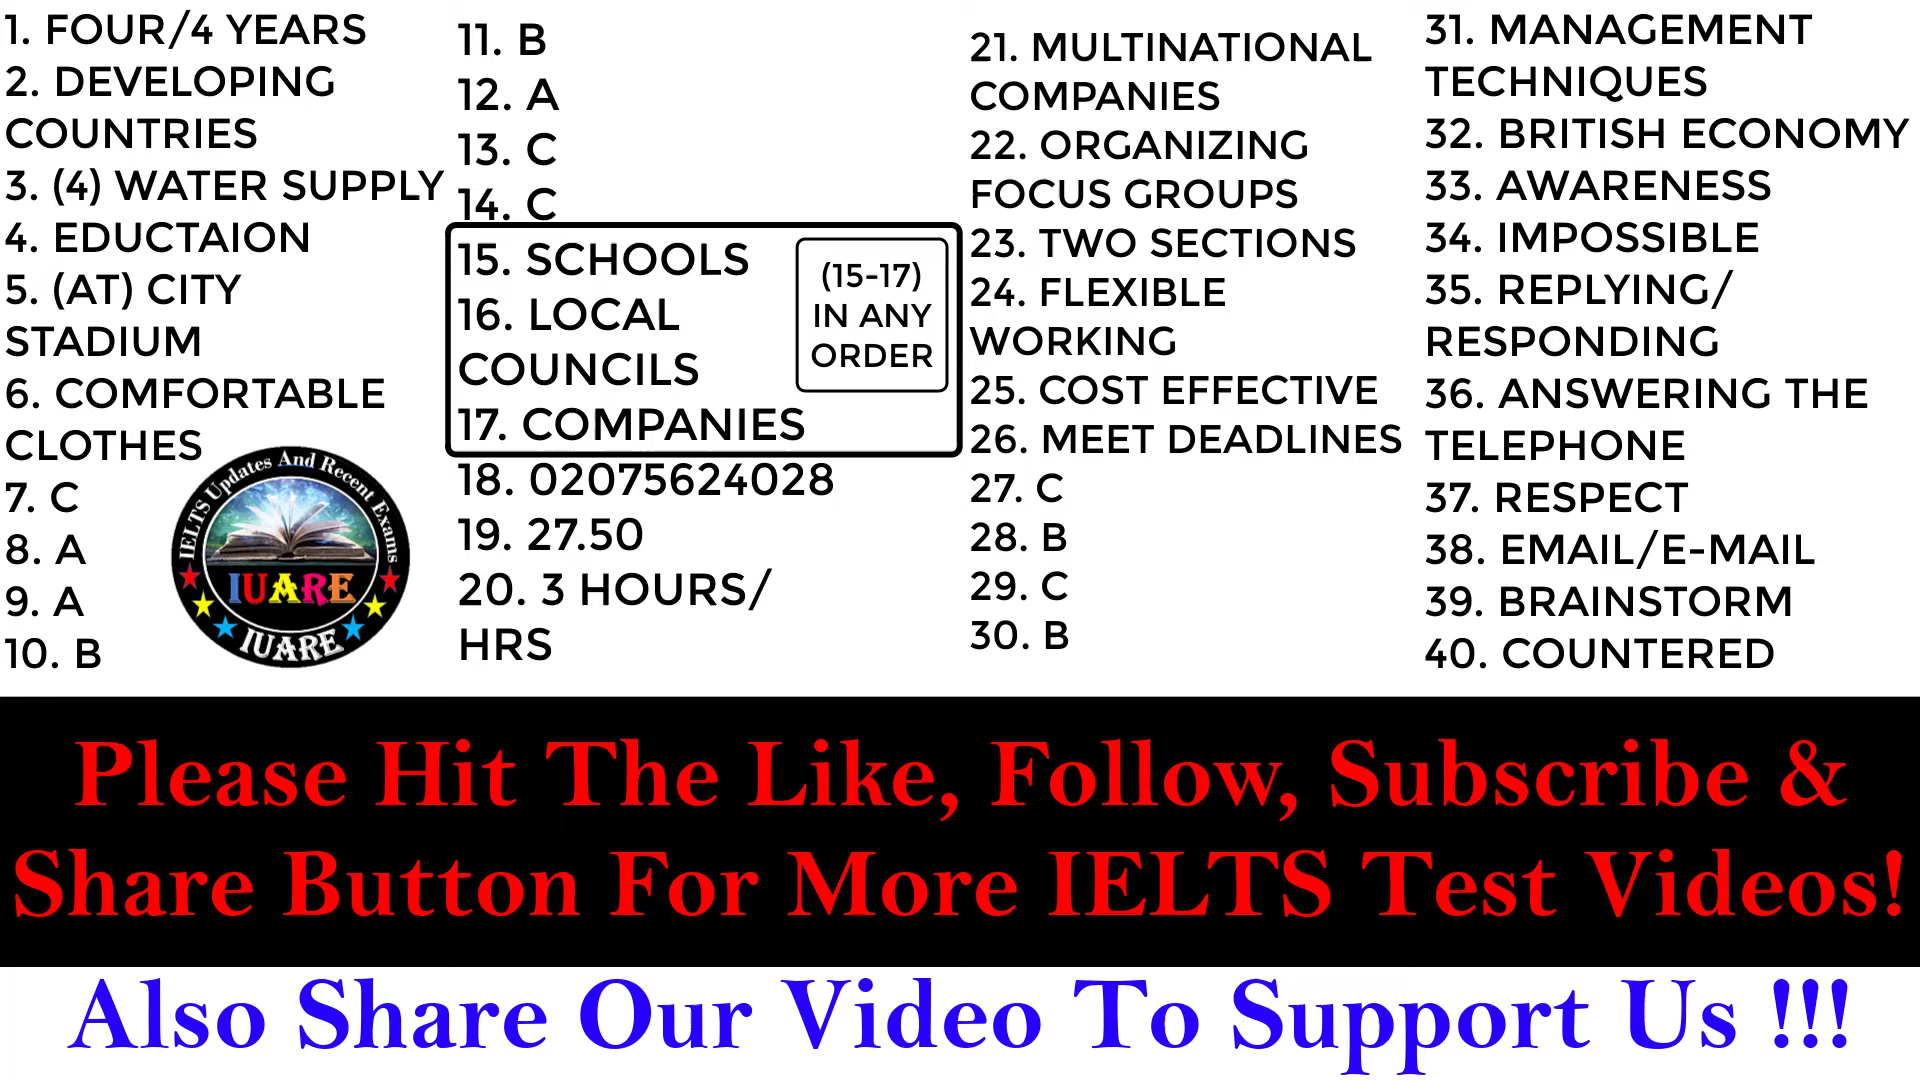 1. FOUR/4 YEARS
2. DEVELOPING
COUNTRIES
3. (4) WATER SUPPLY
4. EDUCTAION
5. (AT) CITY
STADIUM
6. COMFORTABLE
CLOTHES
7. C
8. A
9. A
10. B
IELTS Updates And Recent Exams
IUARE
IUARE
11. B
12. A
13. C
14. C
15. SCHOOLS
16. LOCAL
COUNCILS
17. COMPANIES
(15-17)
IN ANY
ORDER
18. 02075624028
19. 27.50
20. 3 HOURS/
HRS
21. MULTINATIONAL
COMPANIES
22. ORGANIZING
FOCUS GROUPS
23. TWO SECTIONS
24. FLEXIBLE
WORKING
25. COST EFFECTIVE
26. MEET DEADLINES
27. C
28. B
29. C
30. B
31. MANAGEMENT
TECHNIQUES
32. BRITISH ECONOMY
33. AWARENESS
34. IMPOSSIBLE
35. REPLYING/
RESPONDING
36. ANSWERING THE
TELEPHONE
37. RESPECT
38. EMAIL/E-MAIL
39. BRAINSTORM
40. COUNTERED
Please Hit The Like, Follow, Subscribe &
Share Button For More IELTS Test Videos!
Also Share Our Video To Support Us !!!